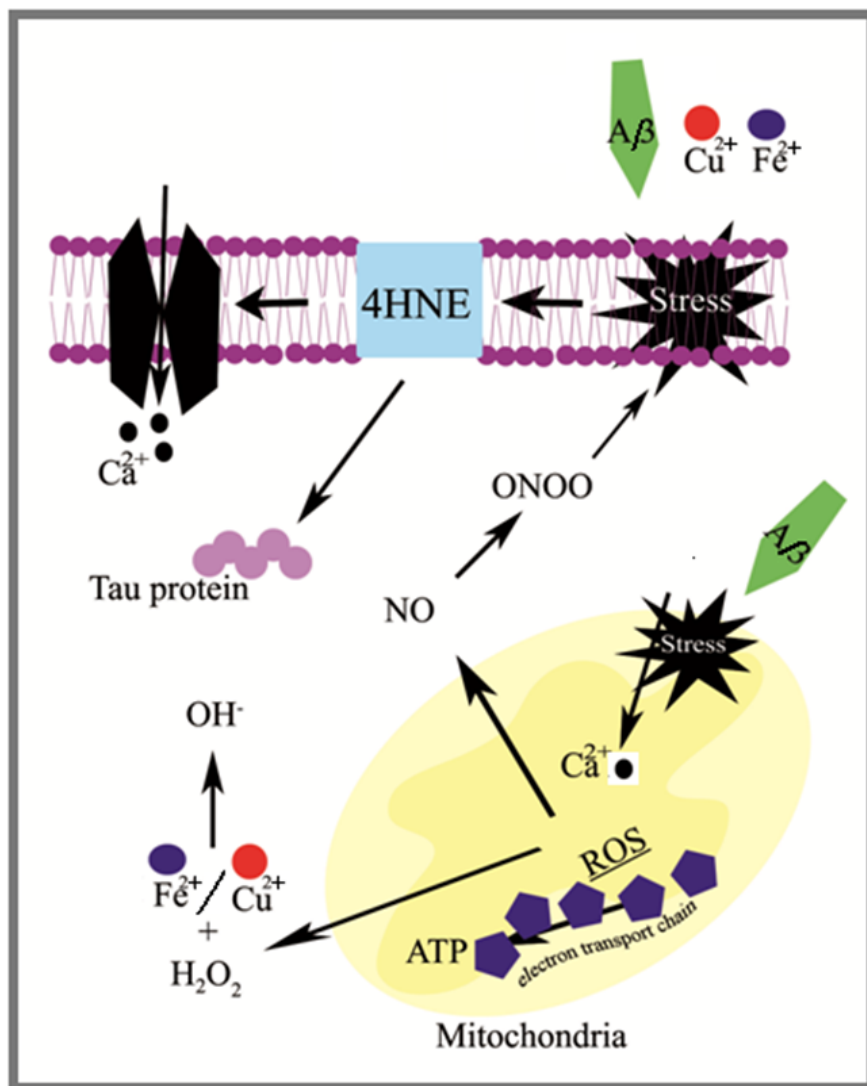 Aβ
Cu2+ Fe2+
4HNE
Stress
Ca2+
ONOO
Aβ
Tau protein
NO
Stress
OH-
Ca2+
ROS
Fe2+ / Cu2+
+
H2O2
ATP
electron transport chain
Mitochondria